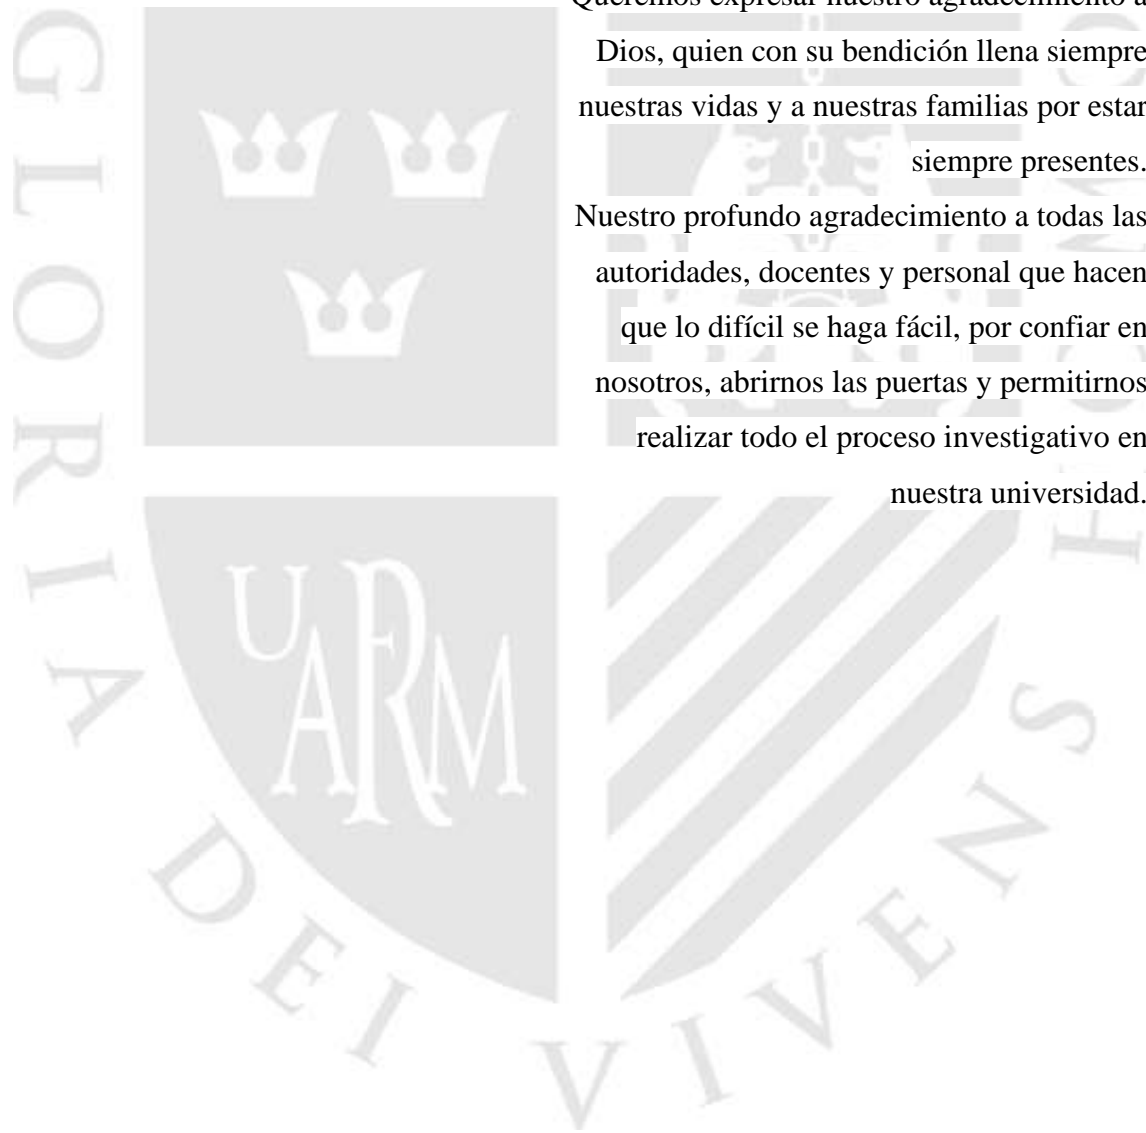 Queremos expresar nuestro agradecimiento a
Dios, quien con su bendición llena siempre
nuestras vidas y a nuestras familias por estar
siempre presentes.
Nuestro profundo agradecimiento a todas las
autoridades, docentes y personal que hacen
que lo difícil se haga fácil, por confiar en
nosotros, abrirnos las puertas y permitirnos
realizar todo el proceso investigativo en
nuestra universidad.
GLORIA DEI VIVENS H
UARM